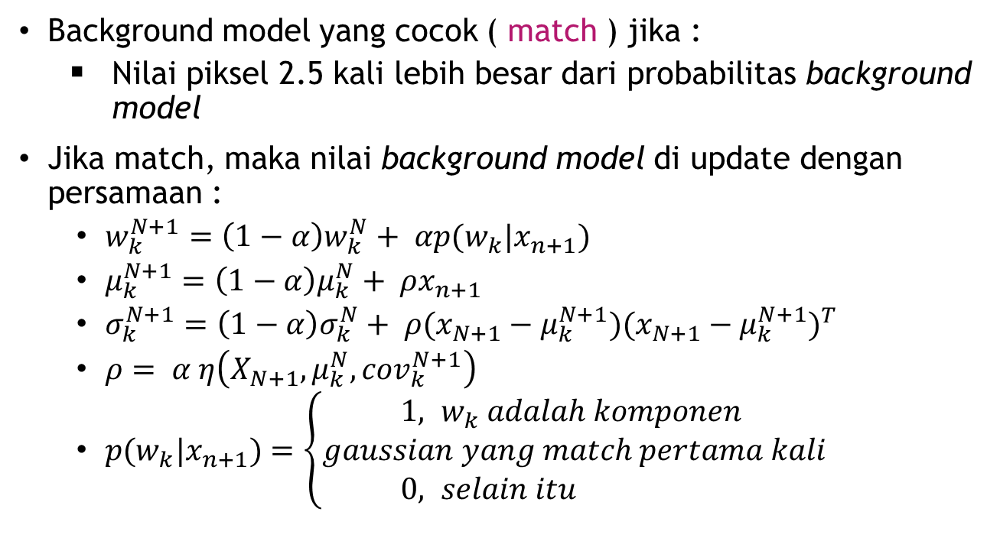 • Background model yang cocok ( match ) jika :
▪ Nilai piksel 2.5 kali lebih besar dari probabilitas background
model
• Jika match, maka nilai background model di update dengan
persamaan :
• $w_k^{N+1} = (1 - \alpha)w_k^N + \alpha p(w_k|x_{n+1})$
• $\mu_k^{N+1} = (1 - \alpha)\mu_k^N + \rho x_{n+1}$
• $\sigma_k^{N+1} = (1 - \alpha)\sigma_k^N + \rho(x_{N+1} - \mu_k^{N+1})(x_{N+1} - \mu_k^{N+1})^T$
• $\rho = \alpha \, \eta(X_{N+1}, \mu_k^N, cov_k^{N+1})$
• $p(w_k|x_{n+1}) = \begin{cases} 1, \; w_k \; adalah \; komponen \\ gaussian \; yang \; match \; pertama \; kali \\ 0, \; selain \; itu \end{cases}$